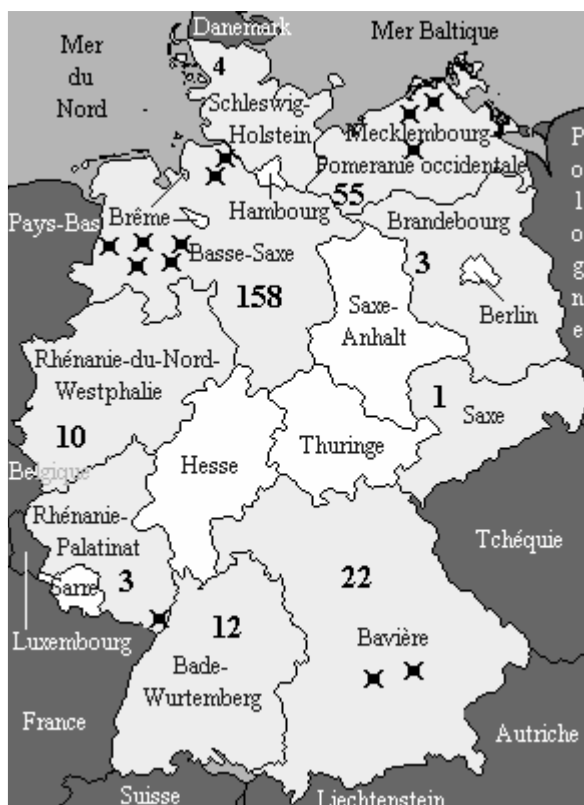 Danemark
Mer
du
Nord
Mer Baltique
4
Schleswig-
Holstein
Mecklembourg
Pomeranie occidentale
P
o
l
o
g
n
e
Pays-Bas
Brême
Hambourg
55
Brandebourg
Basse-Saxe
3
Berlin
158
Saxe-
Anhalt
Rhénanie-du-Nord-
Westphalie
10
1
Saxe
Hesse
Thuringe
Belgique
Rhénanie-
Palatinat
Tchéquie
Sarre
3
22
Luxembourg
12
Bavière
Bade-
Wurtemberg
France
Autriche
Suisse
Liechtenstein